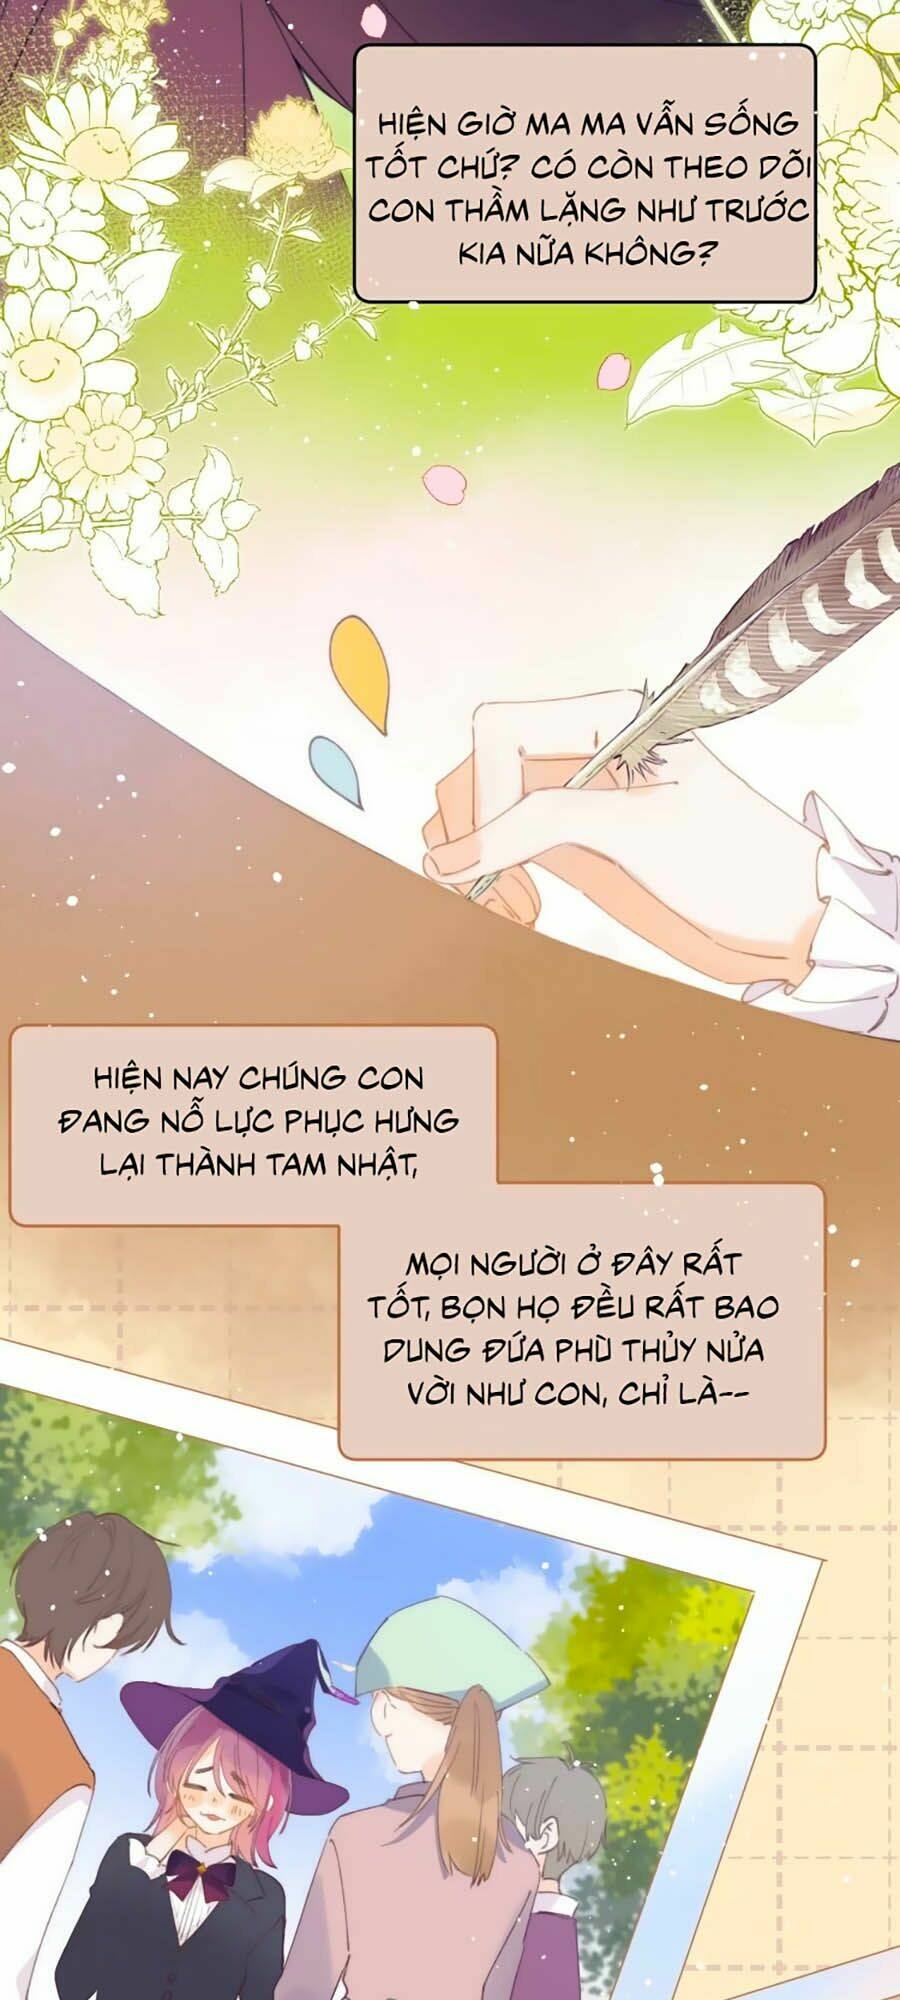 HIỆN GIỜ MA MA VẪN SỐNG
TỐT CHỨ? CÓ CÒN THEO DÕI
CON THẦM LẶNG NHƯ TRƯỚC
KIA NỮA KHÔNG?
HIỆN NAY CHÚNG CON
ĐANG NỖ LỰC PHỤC HƯNG
LẠI THÀNH TAM NHẬT,
MỌI NGƯỜI Ở ĐÂY RẤT
TỐT, BỌN HỌ ĐỀU RẤT BAO
DUNG ĐỨA PHÙ THỦY NỬA
VỜI NHƯ CON, CHỈ LÀ--